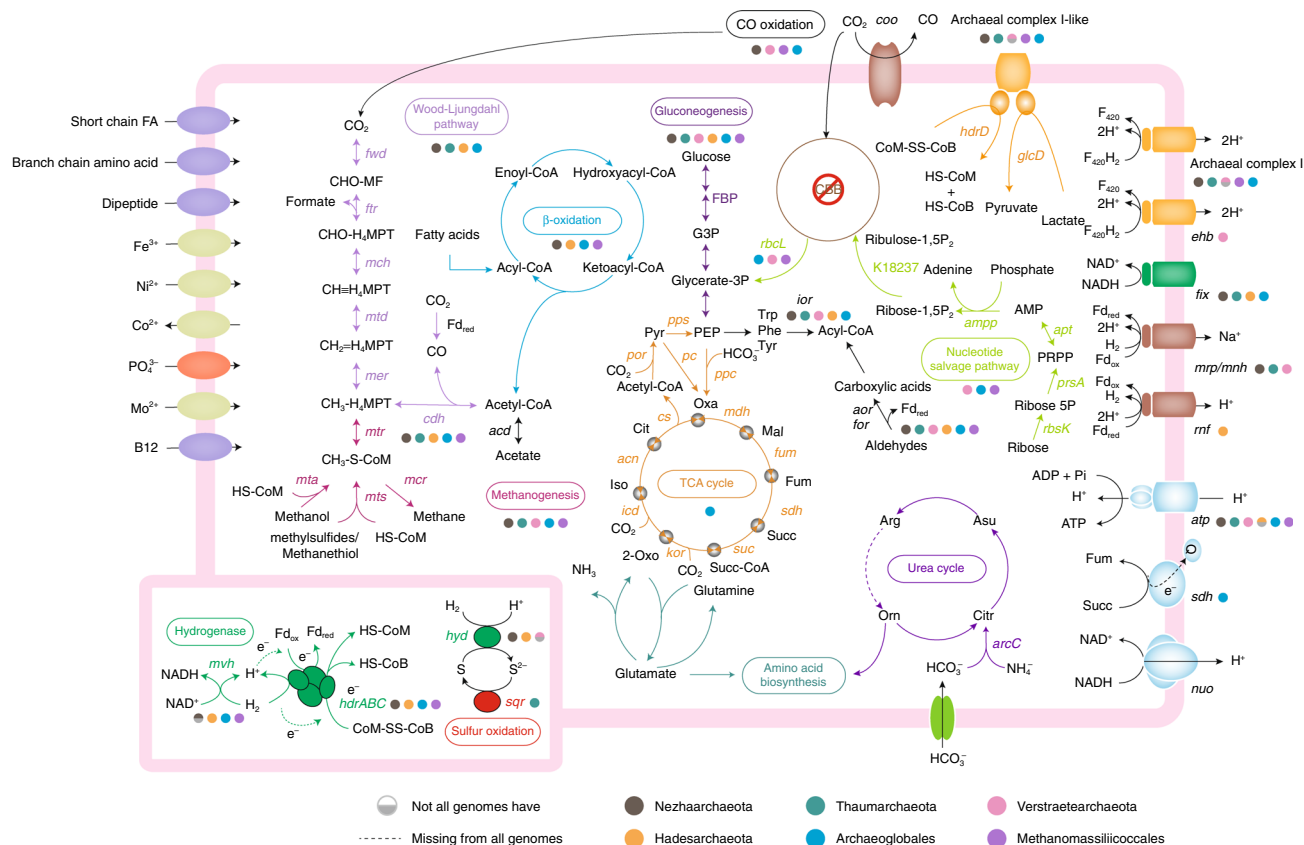 CO oxidation
CO₂
coo
CO
Archaeal complex I-like
Short chain FA
Branch chain amino acid
Dipeptide
Fe³⁺
Ni²⁺
Co²⁺
PO₄³⁻
Mo²⁺
B12
Wood-Ljungdahl
pathway
CO₂
fwd
CHO-MF
Formate
ftr
CHO-H₄MPT
mch
CH≡H₄MPT
mtd
CH₂=H₄MPT
mer
CH₃-H₄MPT
mtr
CH₃-S-CoM
mta
HS-CoM
mts
mcr
Methanol
Methane
methylsulfides/
Methanethiol
HS-CoM
CO₂
Fd_red
CO
cdh
Acetyl-CoA
acd
Acetate
Methanogenesis
Enoyl-CoA
Hydroxyacyl-CoA
β-oxidation
Fatty acids
Acyl-CoA
Ketoacyl-CoA
Gluconeogenesis
Glucose
FBP
G3P
Glycerate-3P
rbcL
CBB
pps
Pyr
PEP
por
CO₂
pc
HCO₃⁻
ppc
Acetyl-CoA
Oxa
Trp
Phe
Tyr
ior
Acyl-CoA
Carboxylic acids
aor
for
Fd_red
Aldehydes
cs
mdh
Cit
Mal
acn
fum
Iso
TCA cycle
Fum
icd
sdh
CO₂
Succ
kor
suc
2-Oxo
CO₂
Succ-CoA
NH₃
Glutamine
Glutamate
Amino acid
biosynthesis
hdrD
glcD
CoM-SS-CoB
HS-CoM
+
HS-CoB
Pyruvate
Lactate
Ribulose-1,5P₂
K18237
Adenine
Phosphate
Ribose-1,5P₂
ampp
AMP
apt
Nucleotide
salvage pathway
PRPP
prsA
Ribose 5P
rbsK
Ribose
Arg
Asu
Urea cycle
Orn
Citr
arcC
HCO₃⁻
NH₄⁻
HCO₃⁻
F₄₂₀
2H⁺
F₄₂₀H₂
2H⁺
Archaeal complex I
F₄₂₀
2H⁺
F₄₂₀H₂
2H⁺
ehb
NAD⁺
NADH
fix
Fd_red
2H⁺
H₂
Fd_ox
Na⁺
mrp/mnh
Fd_ox
H₂
2H⁺
Fd_red
H⁺
rnf
ADP + Pi
H⁺
ATP
H⁺
atp
Fum
Q
e⁻
Succ
sdh
NAD⁺
NADH
H⁺
nuo
Hydrogenase
e⁻
Fd_ox
Fd_red
e⁻
HS-CoM
mvh
NADH
H⁺
HS-CoB
NAD⁺
H₂
e⁻
hdrABC
e⁻
CoM-SS-CoB
H₂
H⁺
hyd
S
S²⁻
sqr
Sulfur oxidation
Not all genomes have
Nezhaarchaeota
Thaumarchaeota
Verstraetearchaeota
Missing from all genomes
Hadesarchaeota
Archaeoglobales
Methanomassiliicoccales